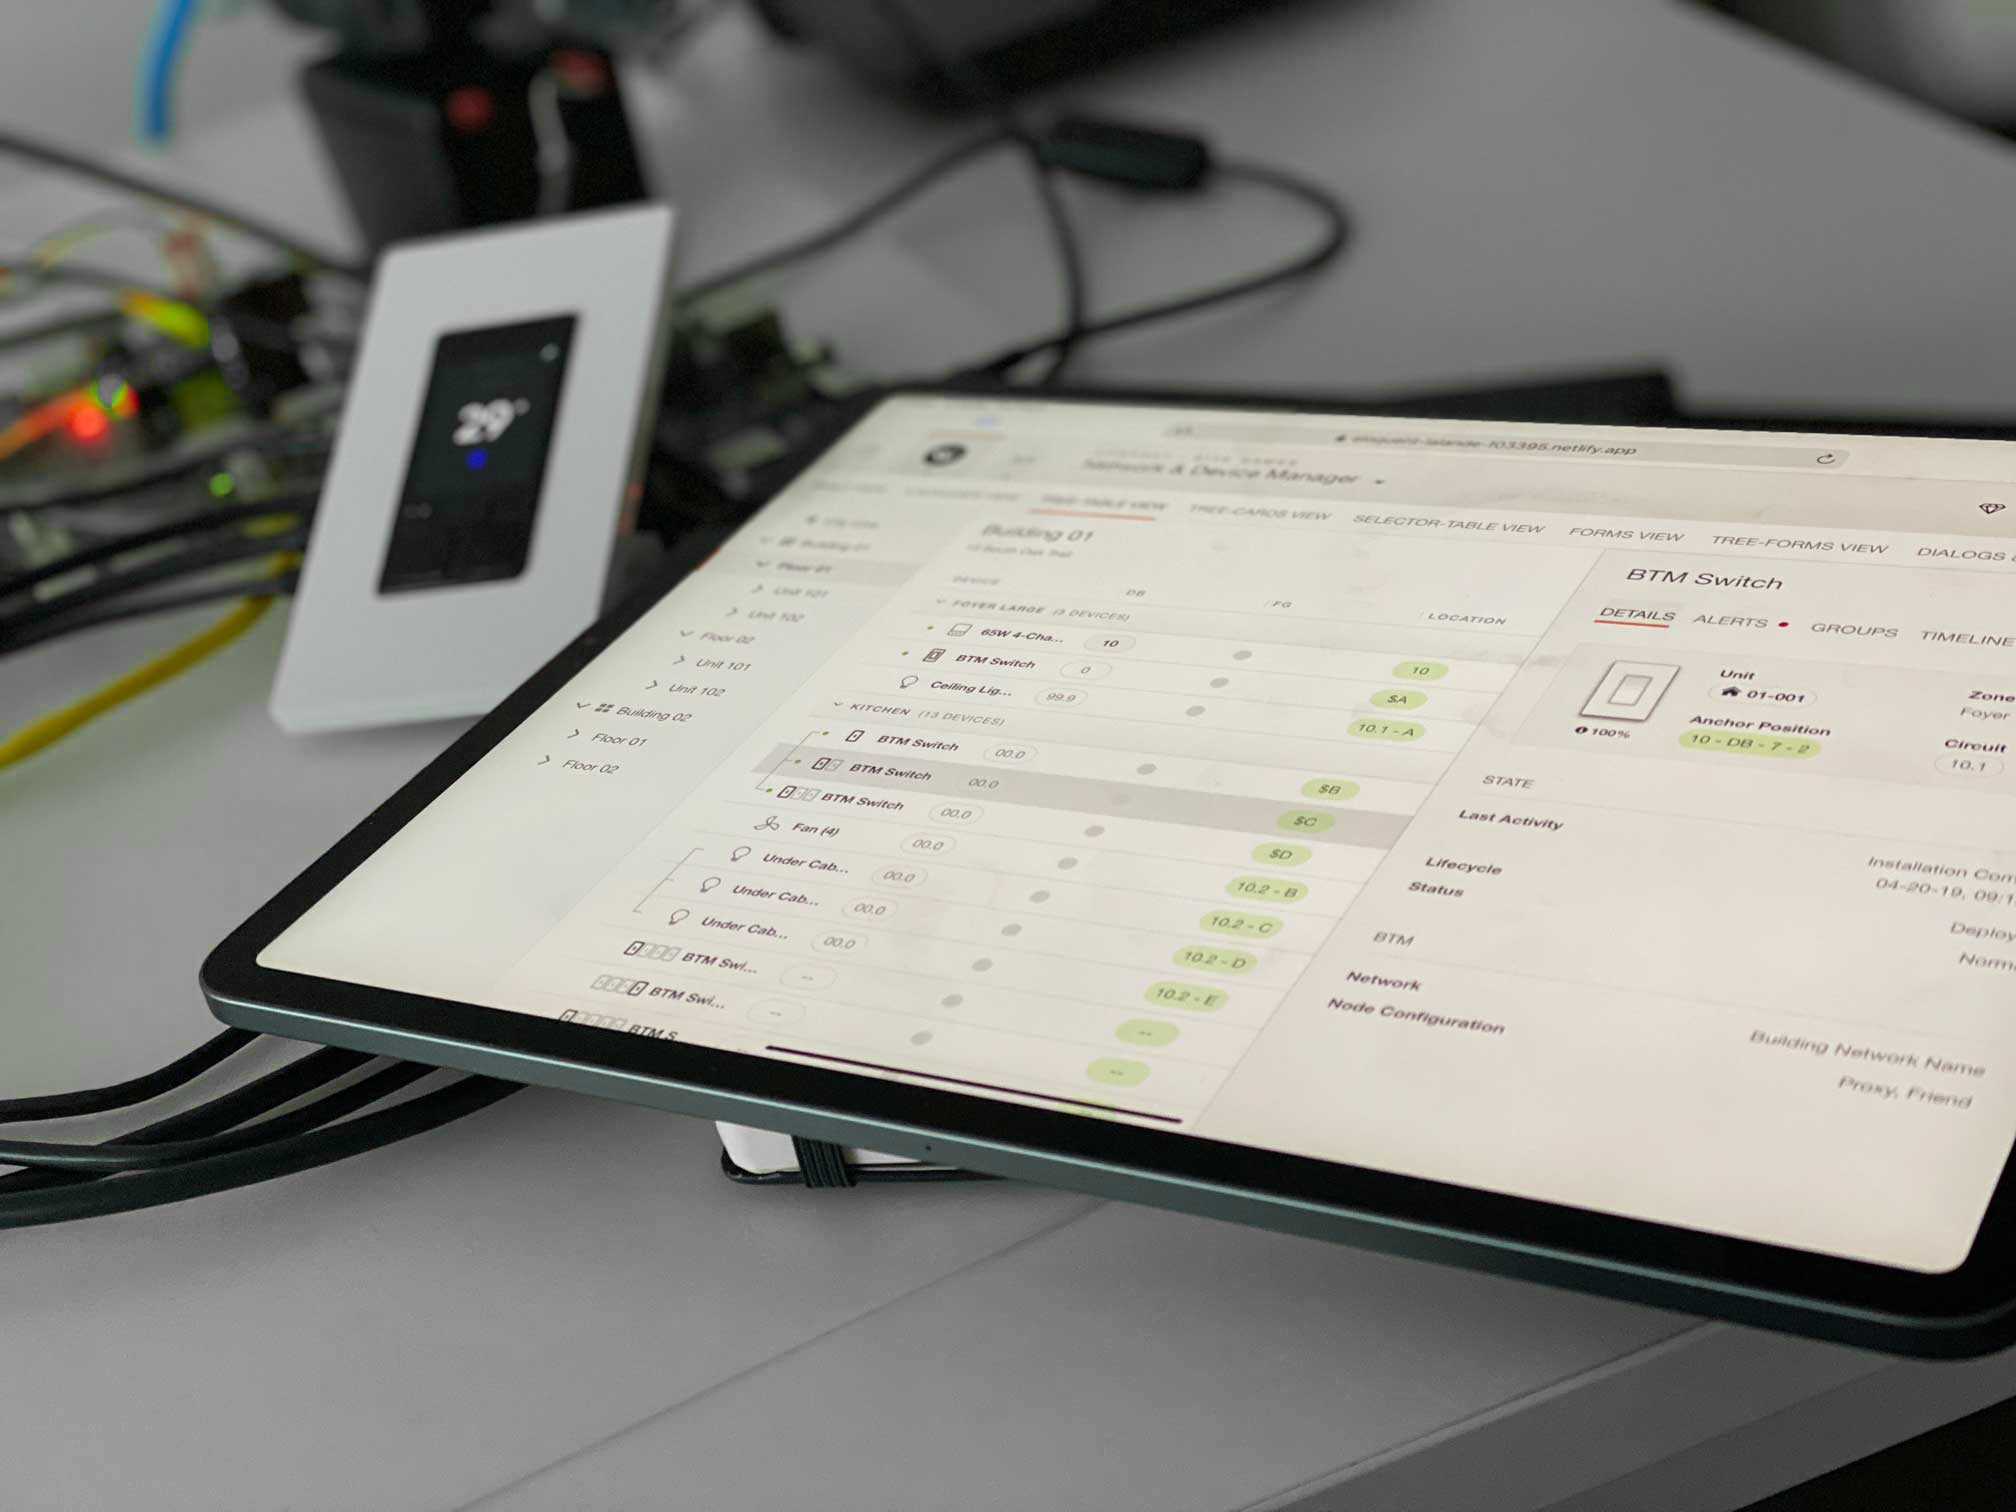 29°
103395.netlify.app
Network & Device Manager
TREE-TABLE VIEW
TREE-CARDS VIEW
SELECTOR-TABLE VIEW
FORMS VIEW
TREE-FORMS VIEW
DIALOGS &
Building 01
Floor 01
Unit 101
Unit 102
Floor 02
Unit 101
Unit 102
Building 02
Floor 01
Floor 02
Building 01
DEVICE DB FG LOCATION
FOYER LARGE (3 DEVICES)
65W 4-Cha... 10 10
BTM Switch 0 $A
Ceiling Lig... 99.9 10.1 - A
KITCHEN (13 DEVICES)
BTM Switch 00.0 $B
BTM Switch 00.0 $C
BTM Switch 00.0 $D
Fan (4) 00.0 10.2 - B
Under Cab... 00.0 10.2 - C
Under Cab... 00.0 10.2 - D
Under Cab... 00.0 10.2 - E
BTM Swi... -- --
BTM Swi... -- --
BTM S
BTM Switch
DETAILS ALERTS GROUPS TIMELINE
100%
Unit
01-001
Anchor Position
10 - DB - 7 - 2
Zone
Foyer
Circuit
10.1
STATE
Last Activity
Installation Com
04-20-19, 09:1
Lifecycle
Deploy
Status
Norma
BTM
Network
Building Network Name
Node Configuration
Proxy, Friend